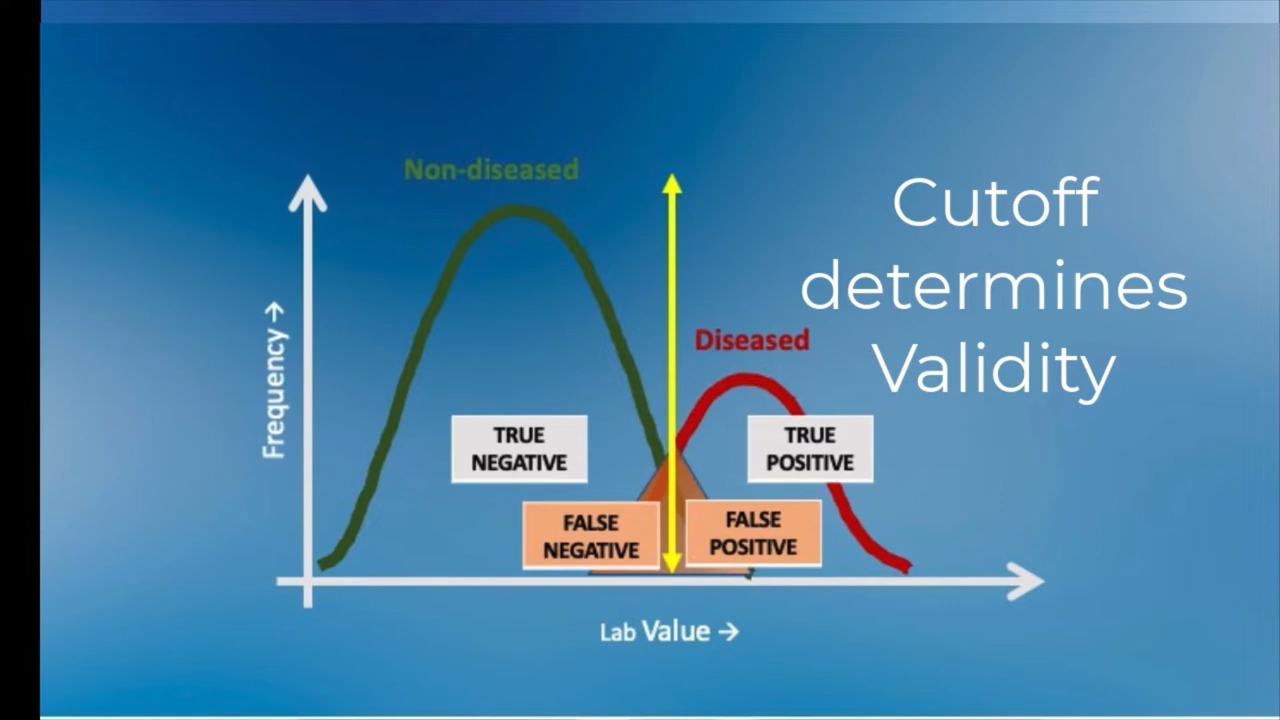 Non-diseased
Cutoff
determines
Validity
Diseased
Frequency →
TRUE
NEGATIVE
TRUE
POSITIVE
FALSE
NEGATIVE
FALSE
POSITIVE
Lab Value →